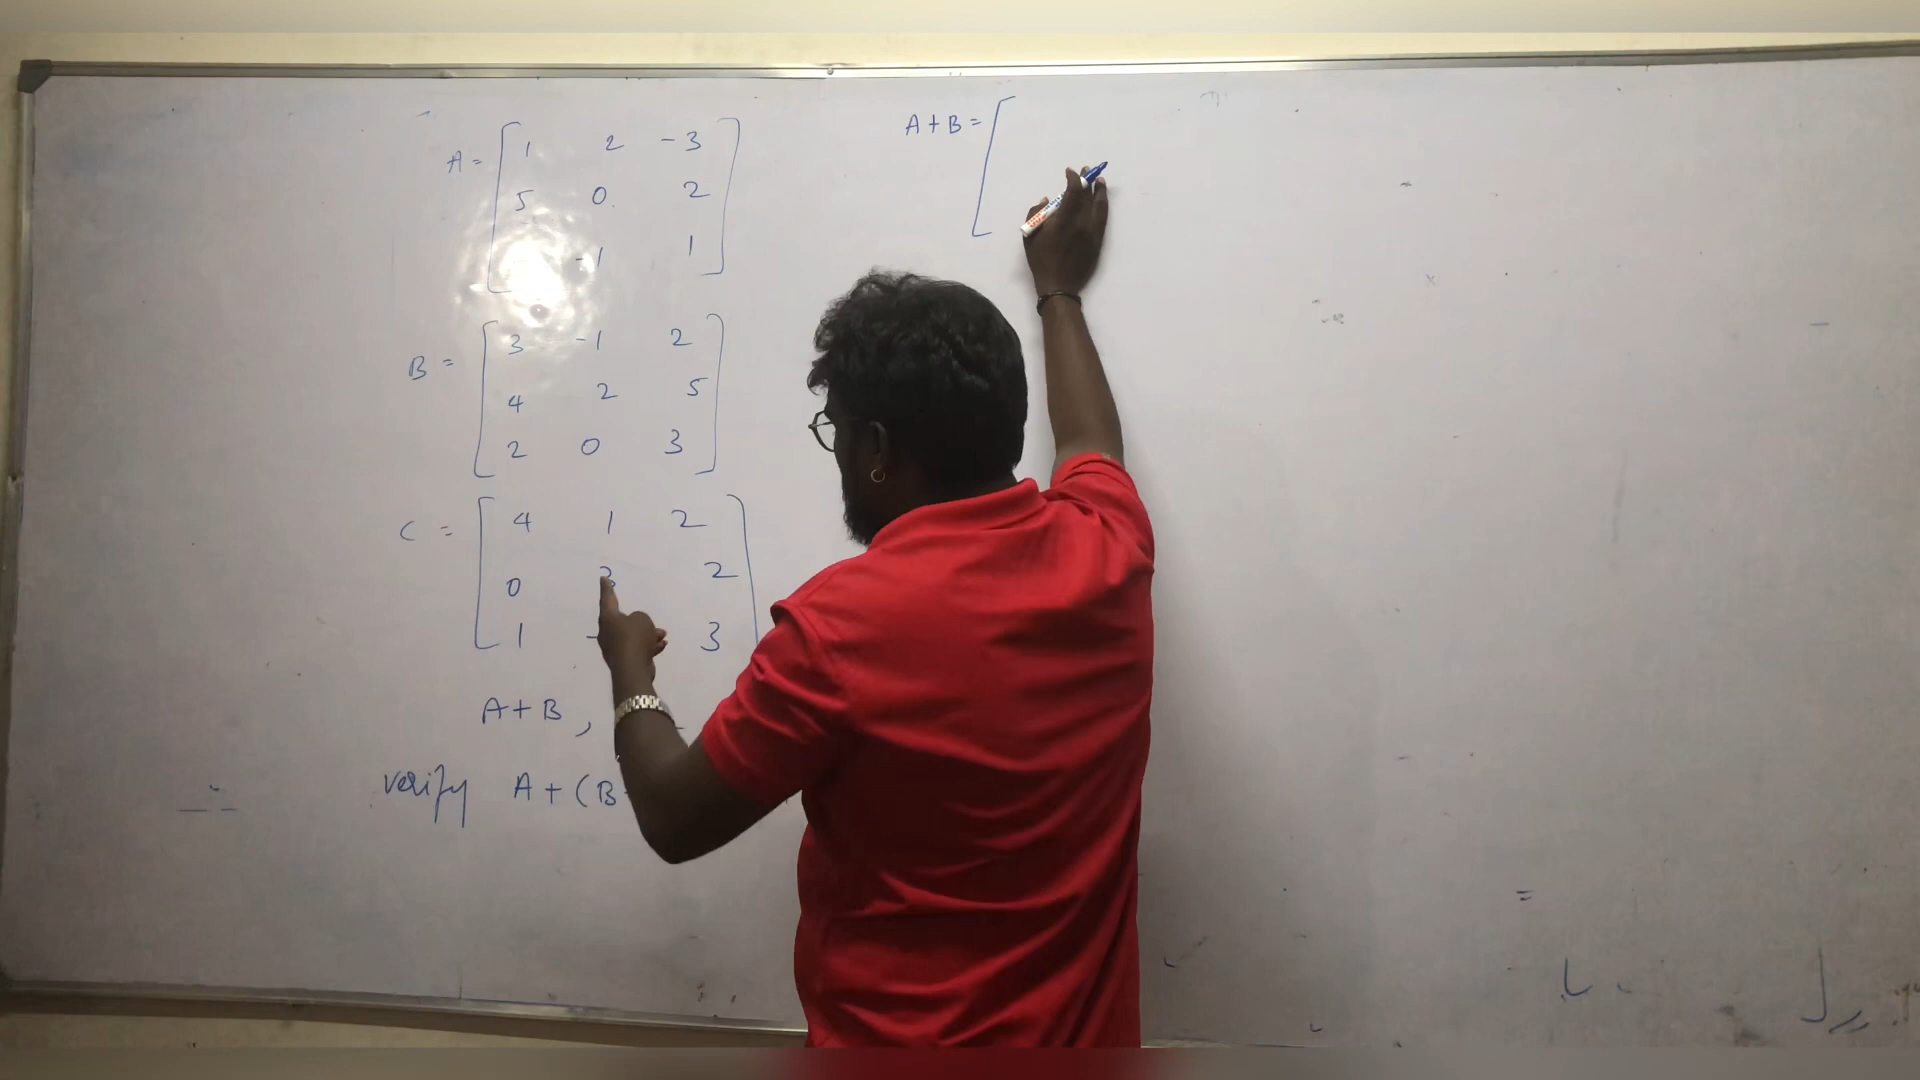 A = [ 1 2 -3
5 0 2
-1 1 ]
B = [ 3 -1 2
4 2 5
2 0 3 ]
C = [ 4 1 2
0 2
1 - 3 ]
A+B ,
verify A + (B
A+B = [